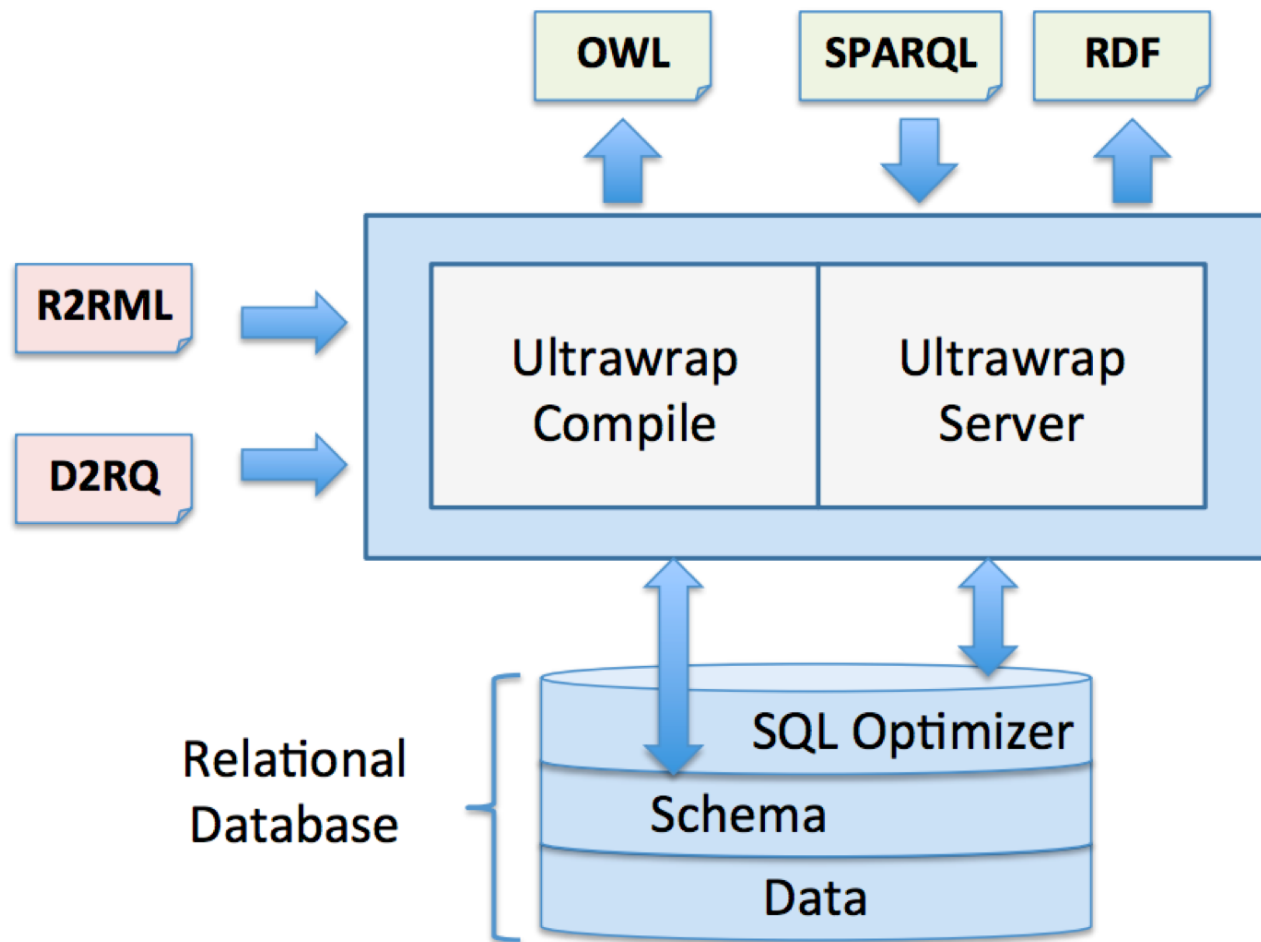 OWL
SPARQL
RDF
R2RML
D2RQ
Ultrawrap
Compile
Ultrawrap
Server
Relational
Database
SQL Optimizer
Schema
Data